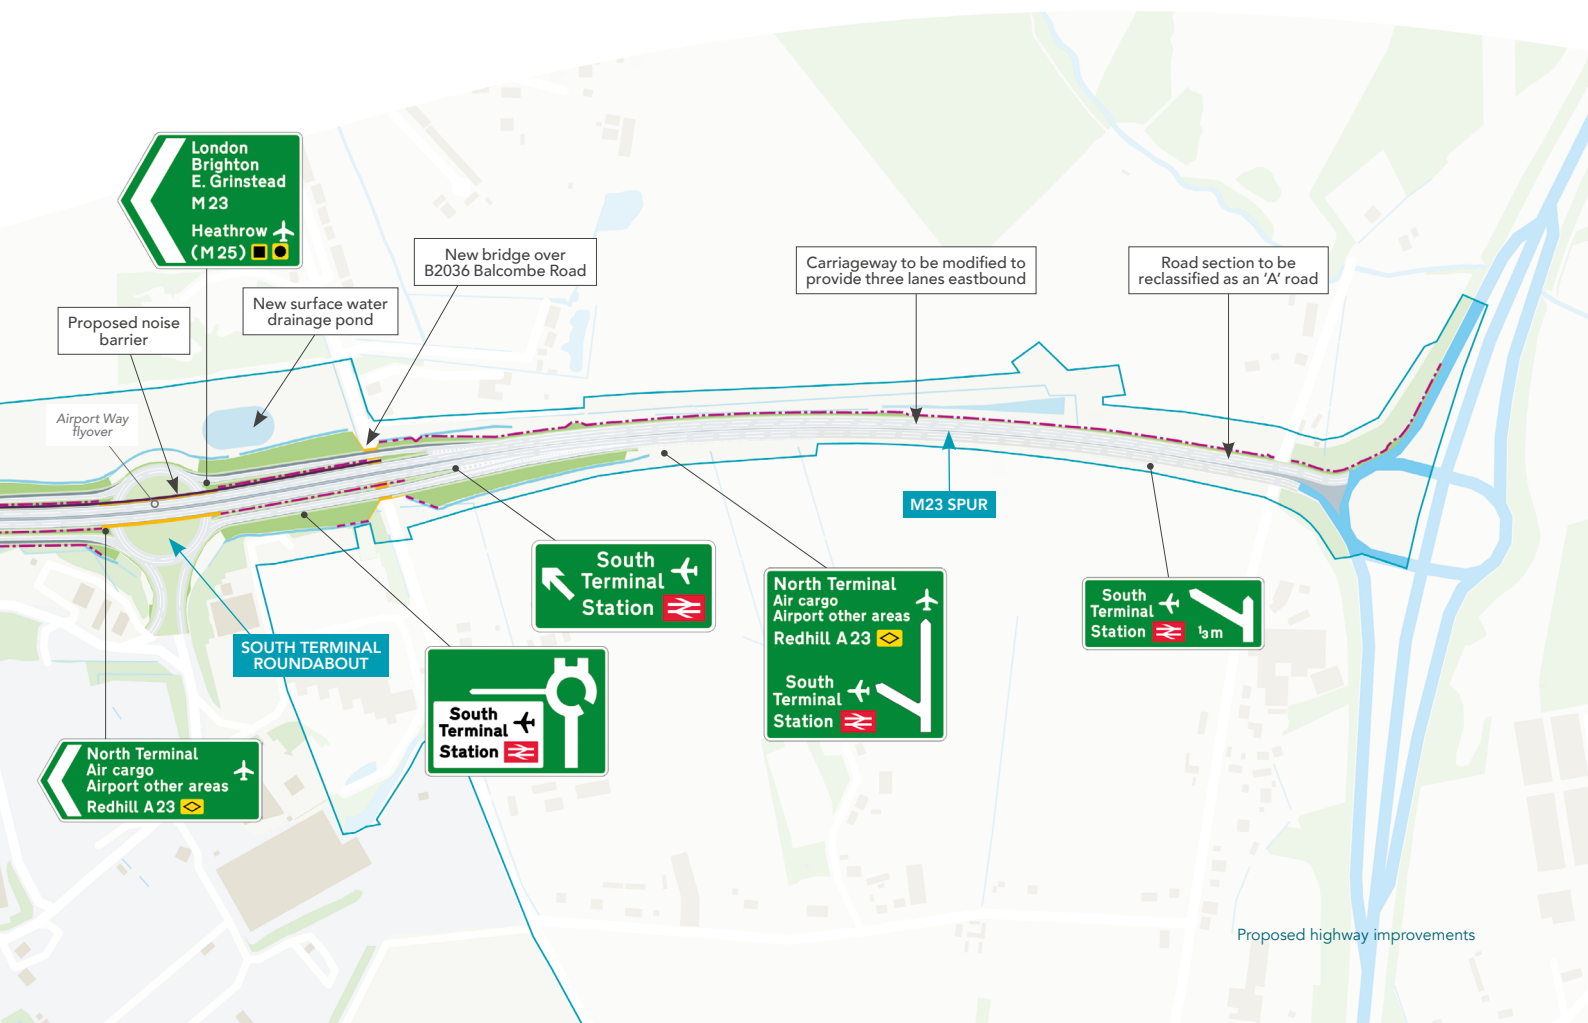 London
Brighton
E. Grinstead
M 23
Heathrow
(M 25)
New bridge over
B2036 Balcombe Road
Carriageway to be modified to
provide three lanes eastbound
Road section to be
reclassified as an ‘A’ road
New surface water
drainage pond
Proposed noise
barrier
Airport Way
flyover
M23 SPUR
South
Terminal
Station
North Terminal
Air cargo
Airport other areas
Redhill A 23
South
Terminal
Station
South
Terminal
Station 1/3 m
SOUTH TERMINAL
ROUNDABOUT
South
Terminal
Station
North Terminal
Air cargo
Airport other areas
Redhill A 23
Proposed highway improvements